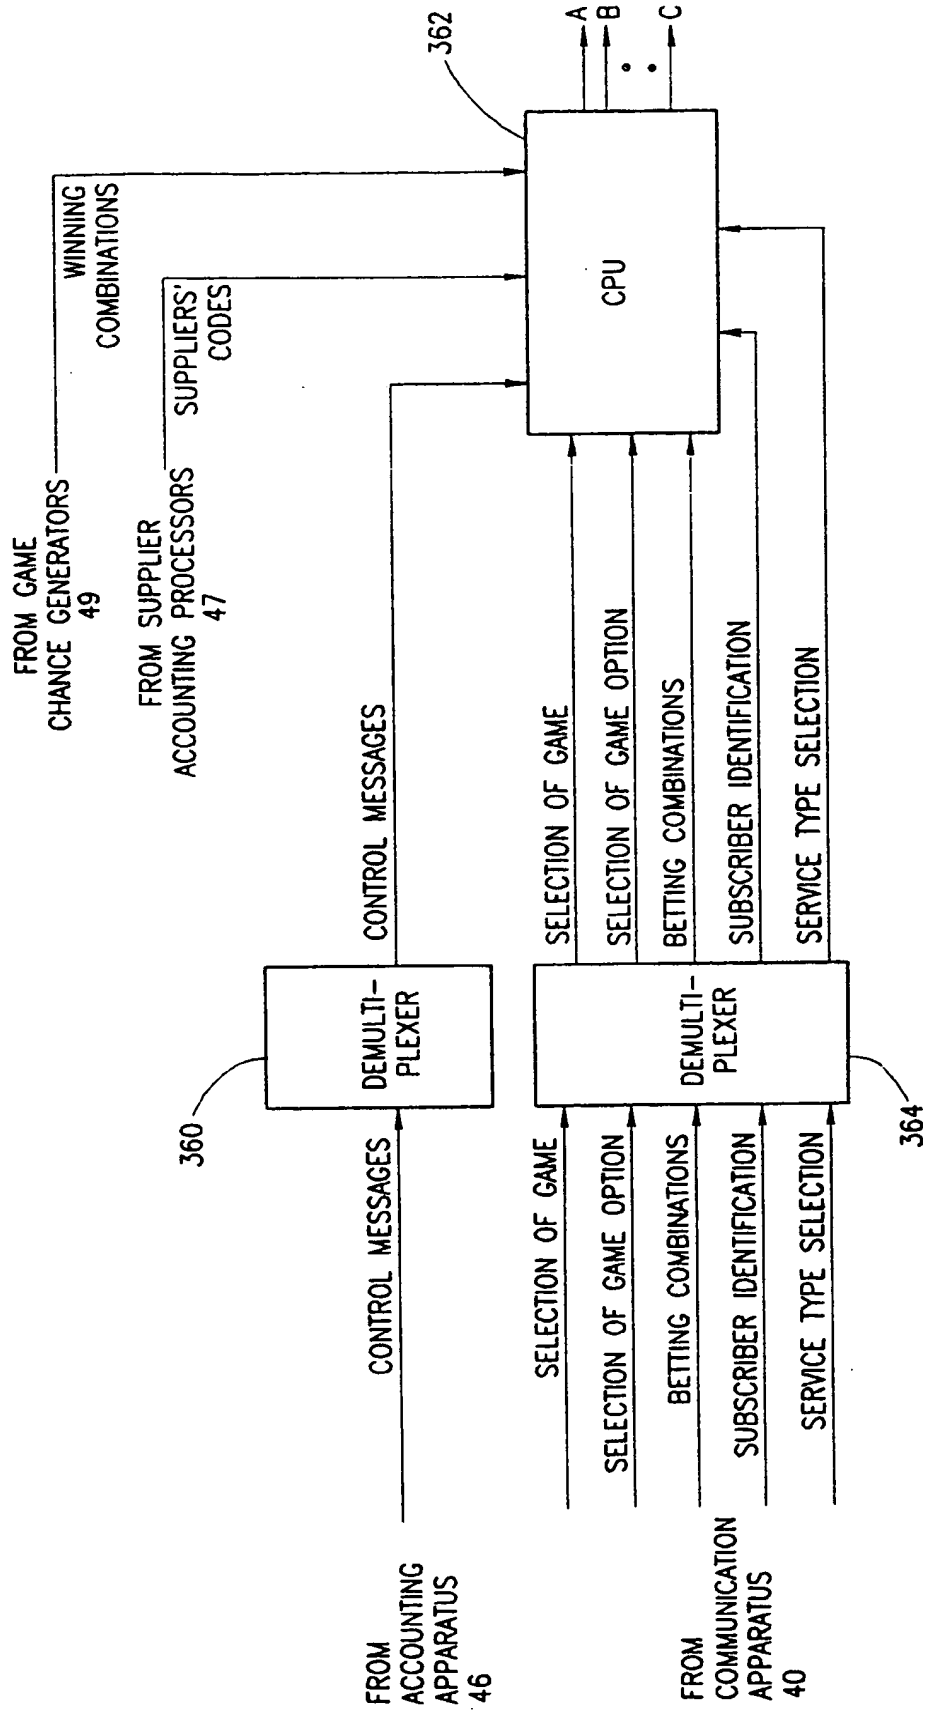 FROM GAME
CHANCE GENERATORS
49
WINNING
COMBINATIONS
FROM SUPPLIER
ACCOUNTING PROCESSORS
47
SUPPLIERS'
CODES
362
A
B
C
360
FROM
ACCOUNTING
APPARATUS
46
CONTROL MESSAGES
DEMULTI-
PLEXER
CONTROL MESSAGES
CPU
FROM
COMMUNICATION
APPARATUS
40
SELECTION OF GAME
SELECTION OF GAME OPTION
BETTING COMBINATIONS
SUBSCRIBER IDENTIFICATION
SERVICE TYPE SELECTION
DEMULTI-
PLEXER
364
SELECTION OF GAME
SELECTION OF GAME OPTION
BETTING COMBINATIONS
SUBSCRIBER IDENTIFICATION
SERVICE TYPE SELECTION